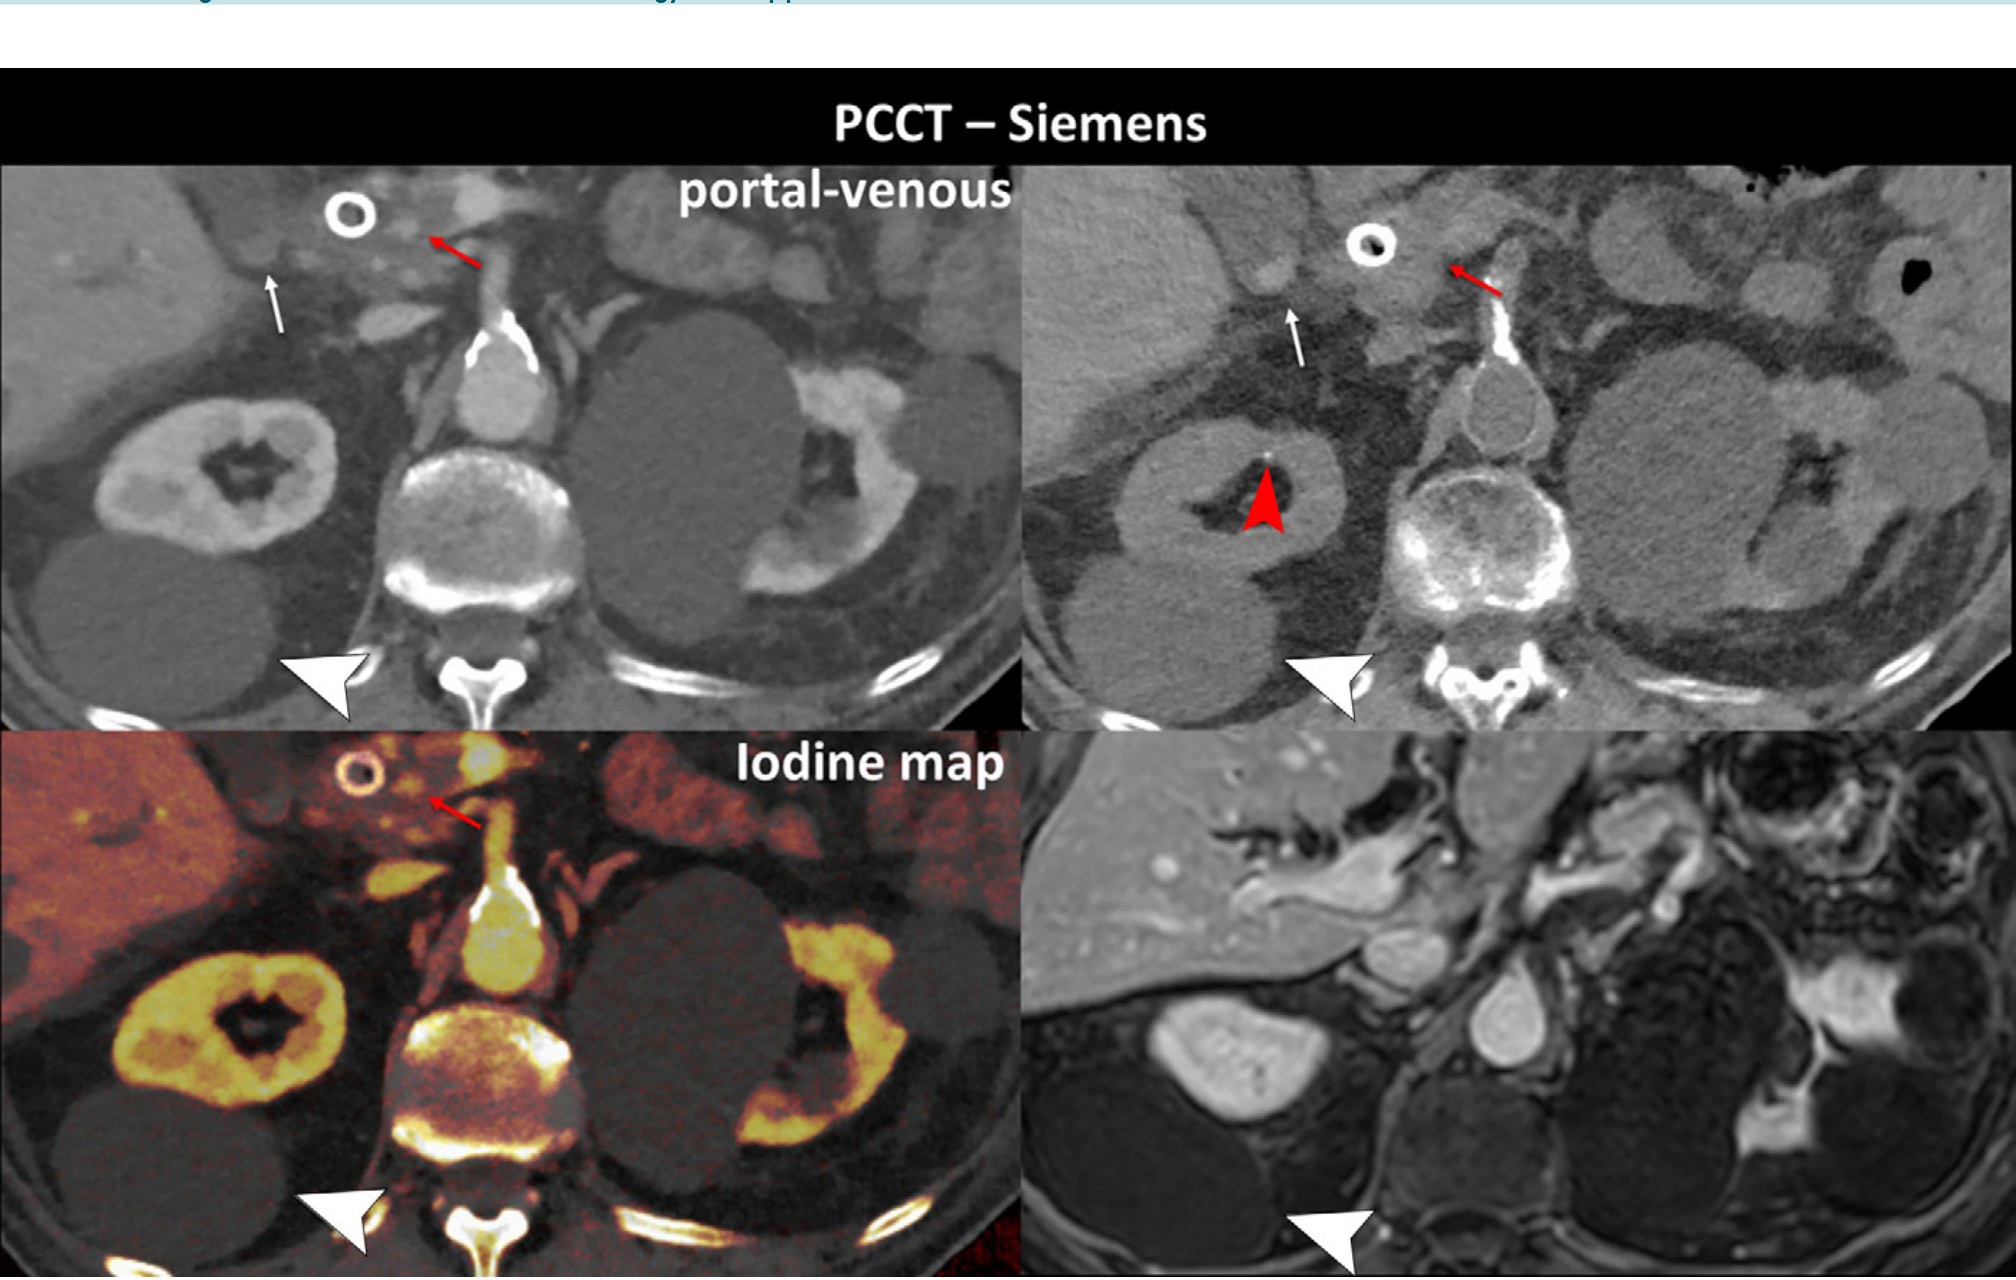 PCCT – Siemens
portal-venous
Iodine map